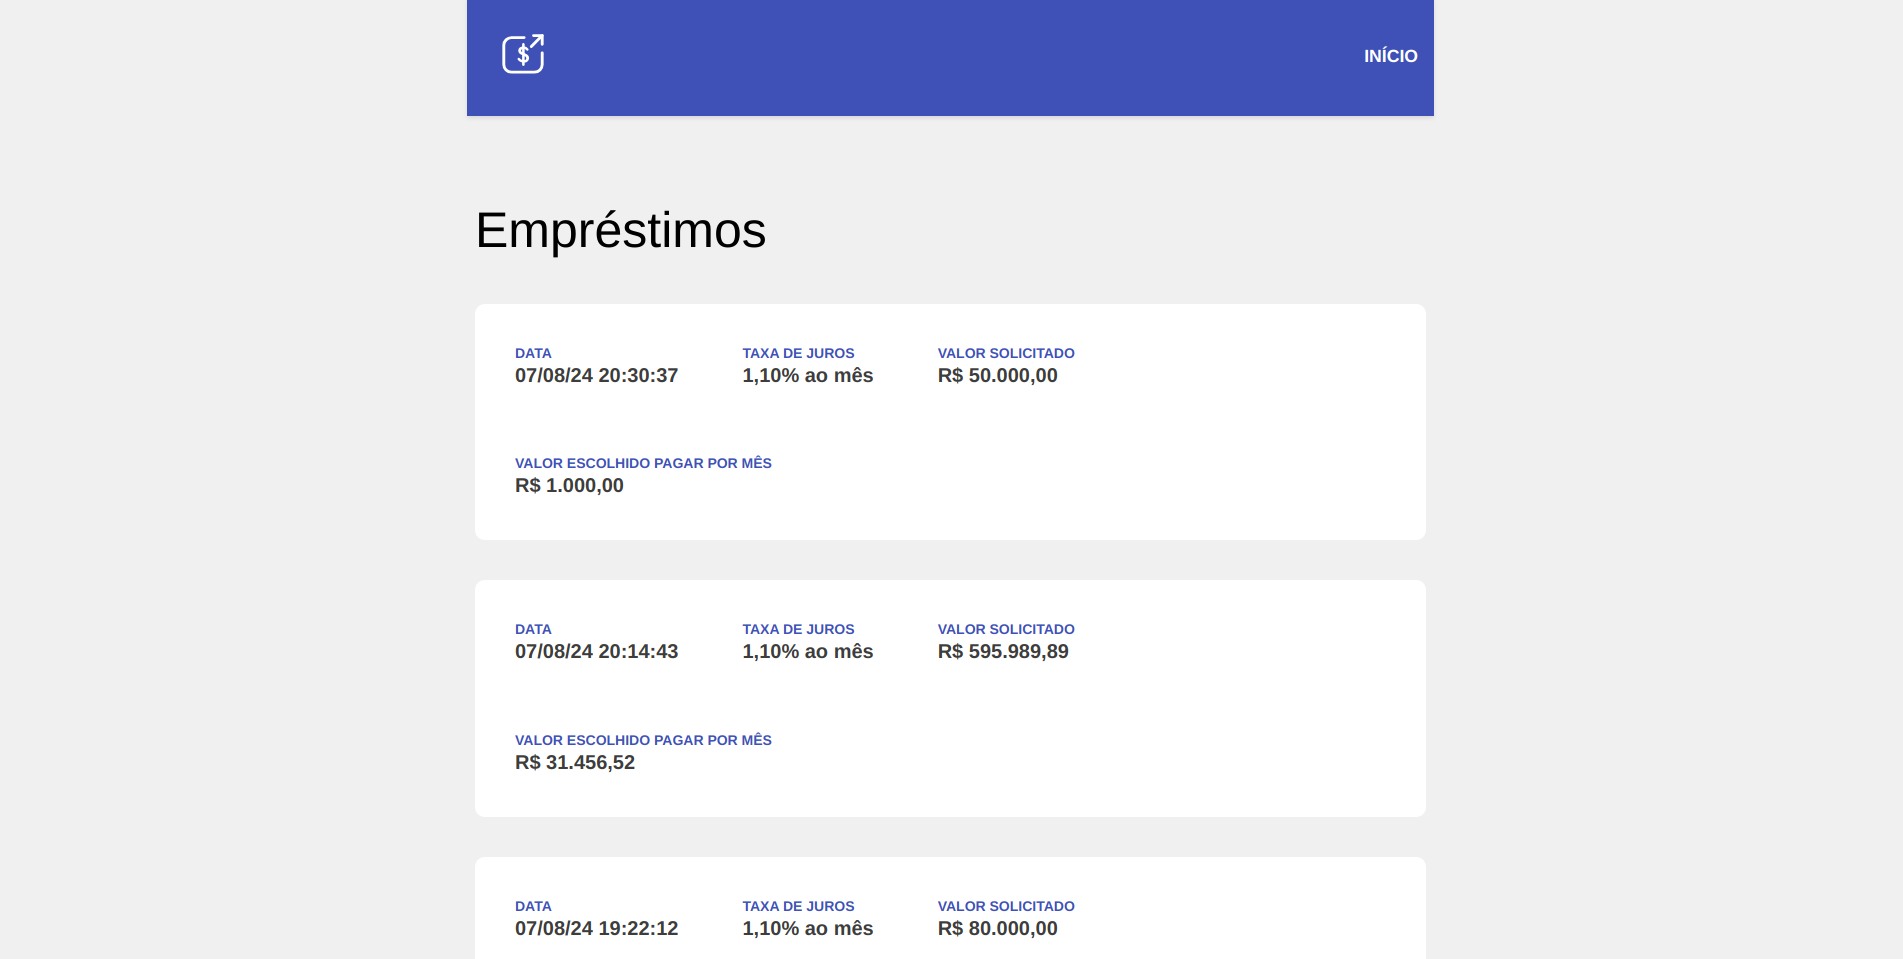 $
INÍCIO
Empréstimos
DATA TAXA DE JUROS VALOR SOLICITADO
07/08/24 20:30:37 1,10% ao mês R$ 50.000,00
VALOR ESCOLHIDO PAGAR POR MÊS
R$ 1.000,00
DATA TAXA DE JUROS VALOR SOLICITADO
07/08/24 20:14:43 1,10% ao mês R$ 595.989,89
VALOR ESCOLHIDO PAGAR POR MÊS
R$ 31.456,52
DATA TAXA DE JUROS VALOR SOLICITADO
07/08/24 19:22:12 1,10% ao mês R$ 80.000,00